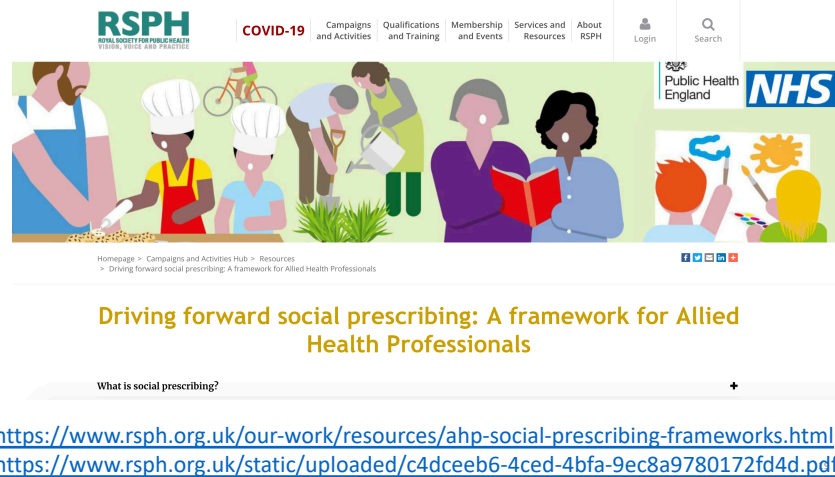 RSPH
ROYAL SOCIETY FOR PUBLIC HEALTH
VISION, VOICE AND PRACTICE
COVID-19
Campaigns and Activities
Qualifications and Training
Membership and Events
Services and Resources
About RSPH
Login
Search
Public Health
England
NHS
Homepage > Campaigns and Activities Hub > Resources
> Driving forward social prescribing: A framework for Allied Health Professionals
Driving forward social prescribing: A framework for Allied
Health Professionals
What is social prescribing?
https://www.rsph.org.uk/our-work/resources/ahp-social-prescribing-frameworks.html
https://www.rsph.org.uk/static/uploaded/c4dceeb6-4ced-4bfa-9ec8a9780172fd4d.pdf